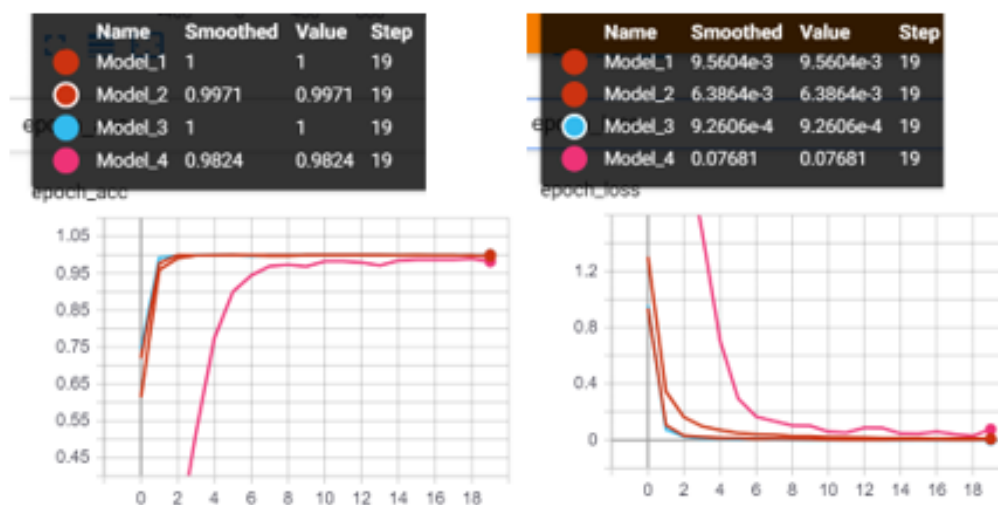 Name Smoothed Value Step
Model_1 1 1 19
Model_2 0.9971 0.9971 19
Model_3 1 1 19
Model_4 0.9824 0.9824 19
epoch_acc
1.05
0.95
0.85
0.75
0.65
0.55
0.45
0 2 4 6 8 10 12 14 16 18
Name Smoothed Value Step
Model_1 9.5604e-3 9.5604e-3 19
Model_2 6.3864e-3 6.3864e-3 19
Model_3 9.2606e-4 9.2606e-4 19
Model_4 0.07681 0.07681 19
epoch_loss
1.2
0.8
0.4
0
0 2 4 6 8 10 12 14 16 18